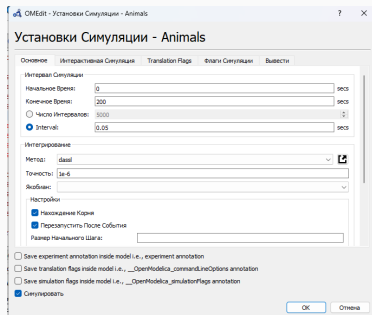 OMEdit - Установки Симуляции - Animals ? ×
Установки Симуляции - Animals
Основное Интерактивная Симуляция Translation Flags Флаги Симуляции Вывести
Интервал Симуляции
Начальное Время: 0 secs
Конечное Время: 200 secs
Число Интервалов: 5000
Interval: 0.05 secs
Интегрирование
Метод: dassl
Точность: 1e-6
Якобиан:
Настройки
Нахождение Корня
Перезапустить После События
Размер Начального Шага:
Save experiment annotation inside model i.e., experiment annotation
Save translation flags inside model i.e., __OpenModelica_commandLineOptions annotation
Save simulation flags inside model i.e., __OpenModelica_simulationFlags annotation
Симулировать
OK Отмена